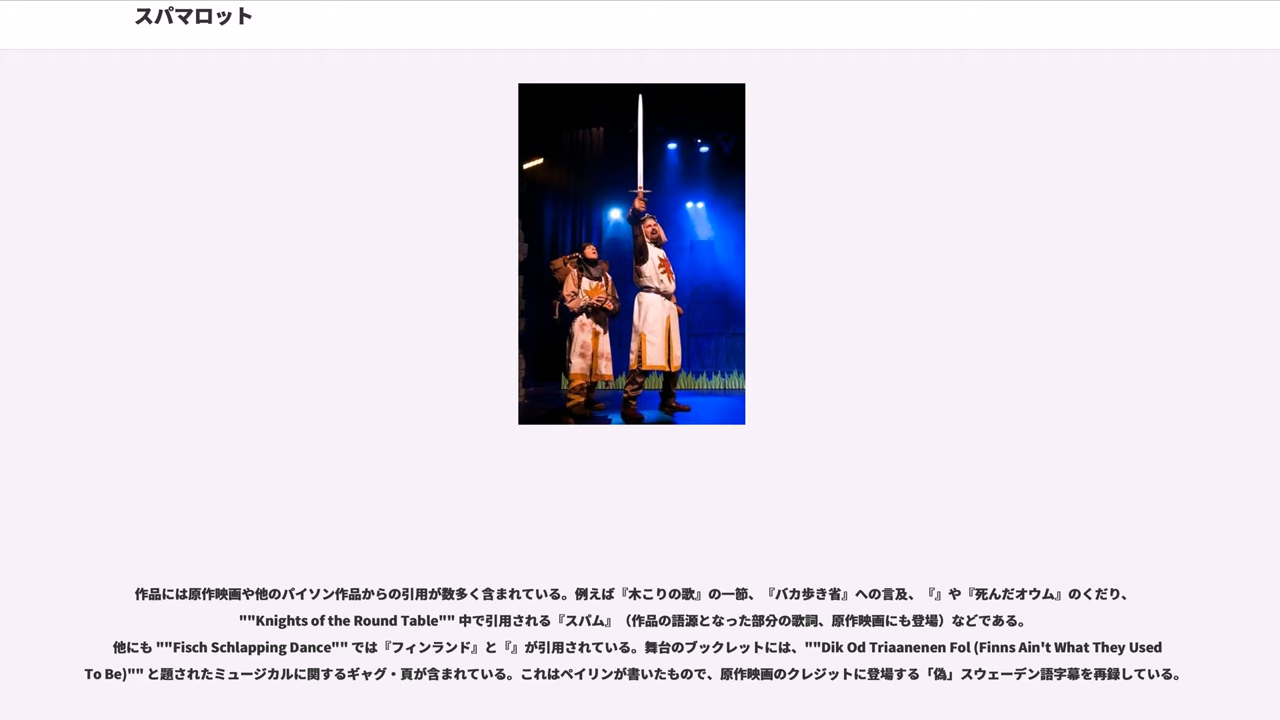 スパマロット
作品には原作映画や他のパイソン作品からの引用が数多く含まれている。例えば『木こりの歌』の一節、『バカ歩き省』への言及、『』や『死んだオウム』のくだり、
""Knights of the Round Table"" 中で引用される『スパム』（作品の語源となった部分の歌詞、原作映画にも登場）などである。
他にも ""Fisch Schlapping Dance"" では『フィンランド』と『』が引用されている。舞台のブックレットには、""Dik Od Triaanenen Fol (Finns Ain't What They Used
To Be)"" と題されたミュージカルに関するギャグ・頁が含まれている。これはペイリンが書いたもので、原作映画のクレジットに登場する「偽」スウェーデン語字幕を再録している。